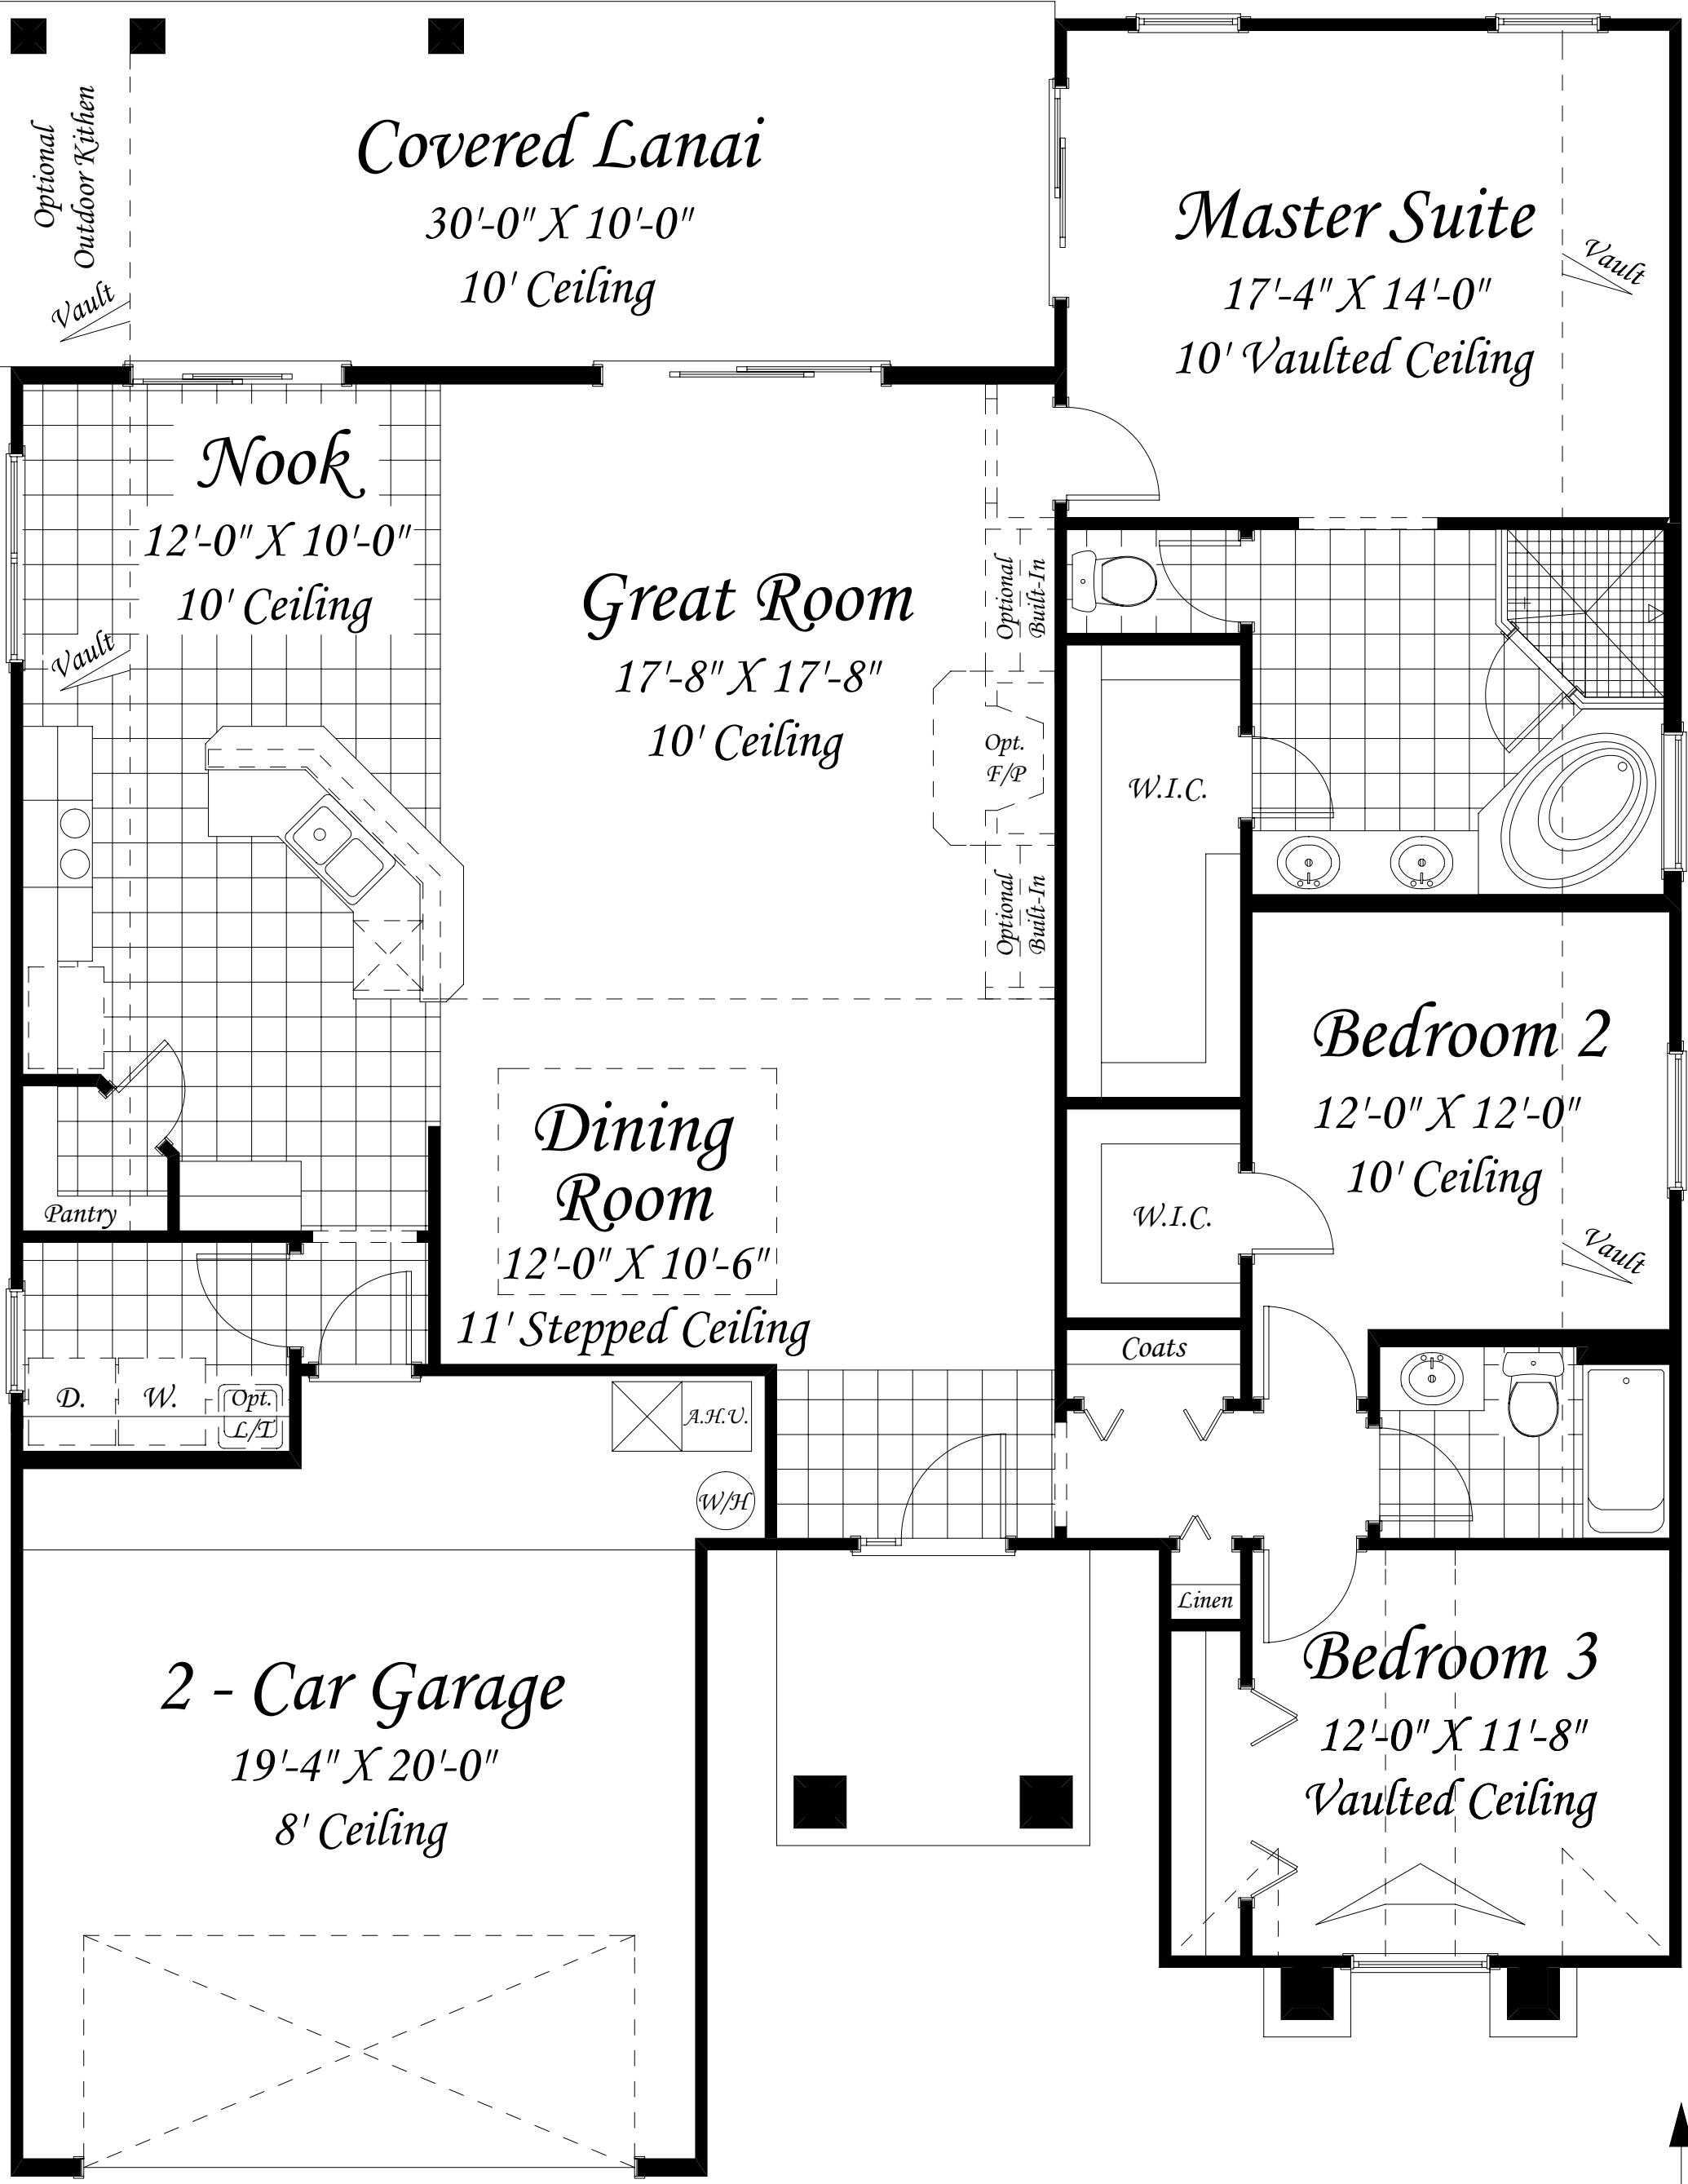 Optional
Outdoor Kithen
Vault
Covered Lanai
30'-0" X 10'-0"
10' Ceiling
Master Suite
17'-4" X 14'-0"
10' Vaulted Ceiling
Vault
Nook
12'-0" X 10'-0"
10' Ceiling
Vault
Great Room
17'-8" X 17'-8"
10' Ceiling
Optional
Built-In
Opt.
F/P
Optional
Built-In
W.I.C.
Bedroom 2
12'-0" X 12'-0"
10' Ceiling
Vault
W.I.C.
Dining
Room
12'-0" X 10'-6"
11' Stepped Ceiling
Pantry
Coats
D.
W.
Opt.
L/T
A.H.U.
W/H
Linen
2 - Car Garage
19'-4" X 20'-0"
8' Ceiling
Bedroom 3
12'-0" X 11'-8"
Vaulted Ceiling